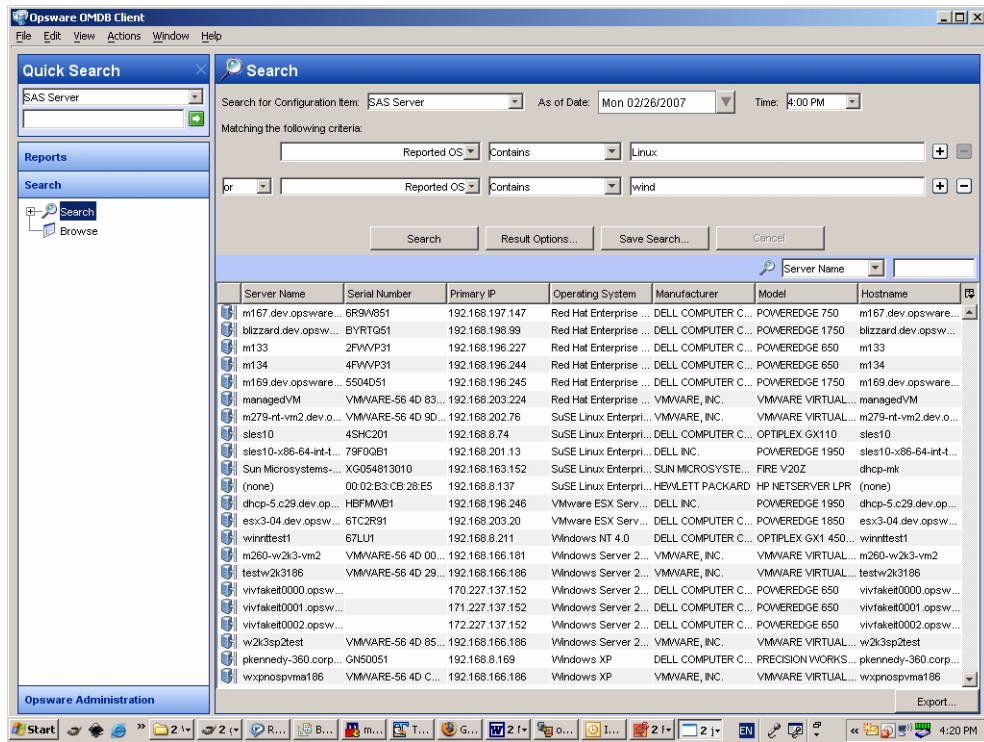 Opsware OMDB Client
File Edit View Actions Window Help
Quick Search
SAS Server
Reports
Search
Search
Browse
Opsware Administration
Search
Search for Configuration Item: SAS Server As of Date: Mon 02/26/2007 Time: 4:00 PM
Matching the following criteria:
Reported OS Contains Linux
or Reported OS Contains wind
Search Result Options... Save Search... Cancel
Server Name
Server Name Serial Number Primary IP Operating System Manufacturer Model Hostname
m167.dev.opsware... 6R9W851 192.168.197.147 Red Hat Enterprise ... DELL COMPUTER C... POWEREDGE 750 m167.dev.opsware...
blizzard.dev.opsw... BYRTQ51 192.168.198.99 Red Hat Enterprise ... DELL COMPUTER C... POWEREDGE 1750 blizzard.dev.opsw...
m133 2FWVP31 192.168.196.227 Red Hat Enterprise ... DELL COMPUTER C... POWEREDGE 650 m133
m134 4FWVP31 192.168.196.244 Red Hat Enterprise ... DELL COMPUTER C... POWEREDGE 650 m134
m169.dev.opsware... 5504D51 192.168.196.245 Red Hat Enterprise ... DELL COMPUTER C... POWEREDGE 1750 m169.dev.opsware...
managedVM VMWARE-56 4D 83... 192.168.203.224 Red Hat Enterprise ... VMWARE, INC. VMWARE VIRTUAL... managedVM
m279-nt-vm2.dev.o... VMWARE-56 4D 9D... 192.168.202.76 SuSE Linux Enterpri... VMWARE, INC. VMWARE VIRTUAL... m279-nt-vm2.dev.o...
sles10 4SHC201 192.168.8.74 SuSE Linux Enterpri... DELL COMPUTER C... OPTIPLEX GX110 sles10
sles10-x86-64-int-t... 79F0QB1 192.168.201.13 SuSE Linux Enterpri... DELL INC. POWEREDGE 1950 sles10-x86-64-int-t...
Sun Microsystems-... XG054813010 192.168.163.152 SuSE Linux Enterpri... SUN MICROSYSTE... FIRE V20Z dhcp-mk
(none) 00:02:B3:CB:28:E5 192.168.8.137 SuSE Linux Enterpri... HEWLETT PACKARD HP NETSERVER LPR (none)
dhcp-5.c29.dev.op... HBFMWB1 192.168.196.246 VMware ESX Serv... DELL INC. POWEREDGE 1950 dhcp-5.c29.dev.op...
esx3-04.dev.opsw... 6TC2R91 192.168.203.20 VMware ESX Serv... DELL COMPUTER C... POWEREDGE 1850 esx3-04.dev.opsw...
winnttest1 67LU1 192.168.8.211 Windows NT 4.0 DELL COMPUTER C... OPTIPLEX GX1 450... winnttest1
m260-w2k3-vm2 VMWARE-56 4D 00... 192.168.166.181 Windows Server 2... VMWARE, INC. VMWARE VIRTUAL... m260-w2k3-vm2
testw2k3186 VMWARE-56 4D 29... 192.168.166.186 Windows Server 2... VMWARE, INC. VMWARE VIRTUAL... testw2k3186
vivfakeit0000.opsw... 170.227.137.152 Windows Server 2... DELL COMPUTER C... POWEREDGE 650 vivfakeit0000.opsw...
vivfakeit0001.opsw... 171.227.137.152 Windows Server 2... DELL COMPUTER C... POWEREDGE 650 vivfakeit0001.opsw...
vivfakeit0002.opsw... 172.227.137.152 Windows Server 2... DELL COMPUTER C... POWEREDGE 650 vivfakeit0002.opsw...
w2k3sp2test VMWARE-56 4D 85... 192.168.166.186 Windows Server 2... VMWARE, INC. VMWARE VIRTUAL... w2k3sp2test
pkennedy-360.corp... GN50051 192.168.8.169 Windows XP DELL COMPUTER C... PRECISION WORKS... pkennedy-360.corp...
wxpnospvma186 VMWARE-56 4D C... 192.168.166.186 Windows XP VMWARE, INC. VMWARE VIRTUAL... wxpnospvma186
Export...
Start 2 2 ( R... B... m... T... G... 2 f o... I... 2 f 2 j EN 4:20 PM